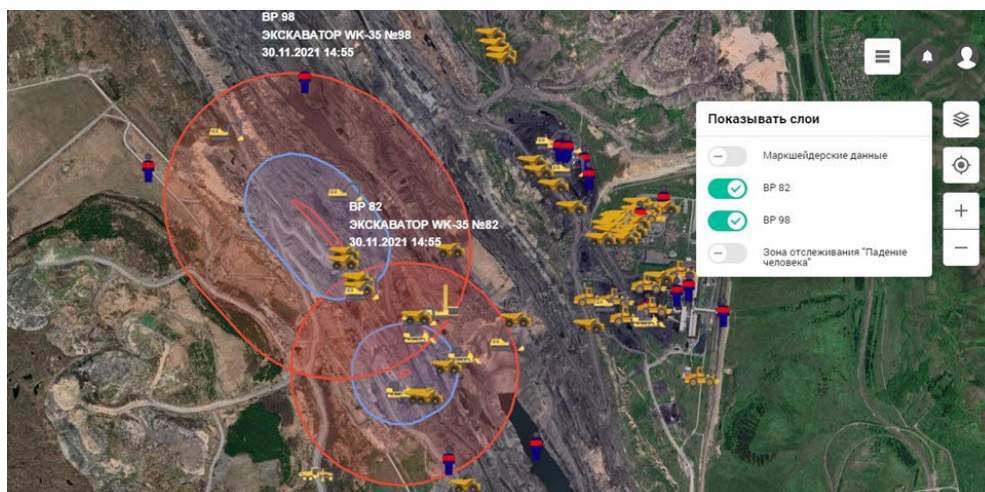 ВР 98
ЭКСКАВАТОР WK-35 №98
30.11.2021 14:55
Показывать слои
Маркшейдерские данные
ВР 82
ВР 98
Зона отслеживания "Падение
человека"
ВР 82
ЭКСКАВАТОР WK-35 №82
30.11.2021 14:55